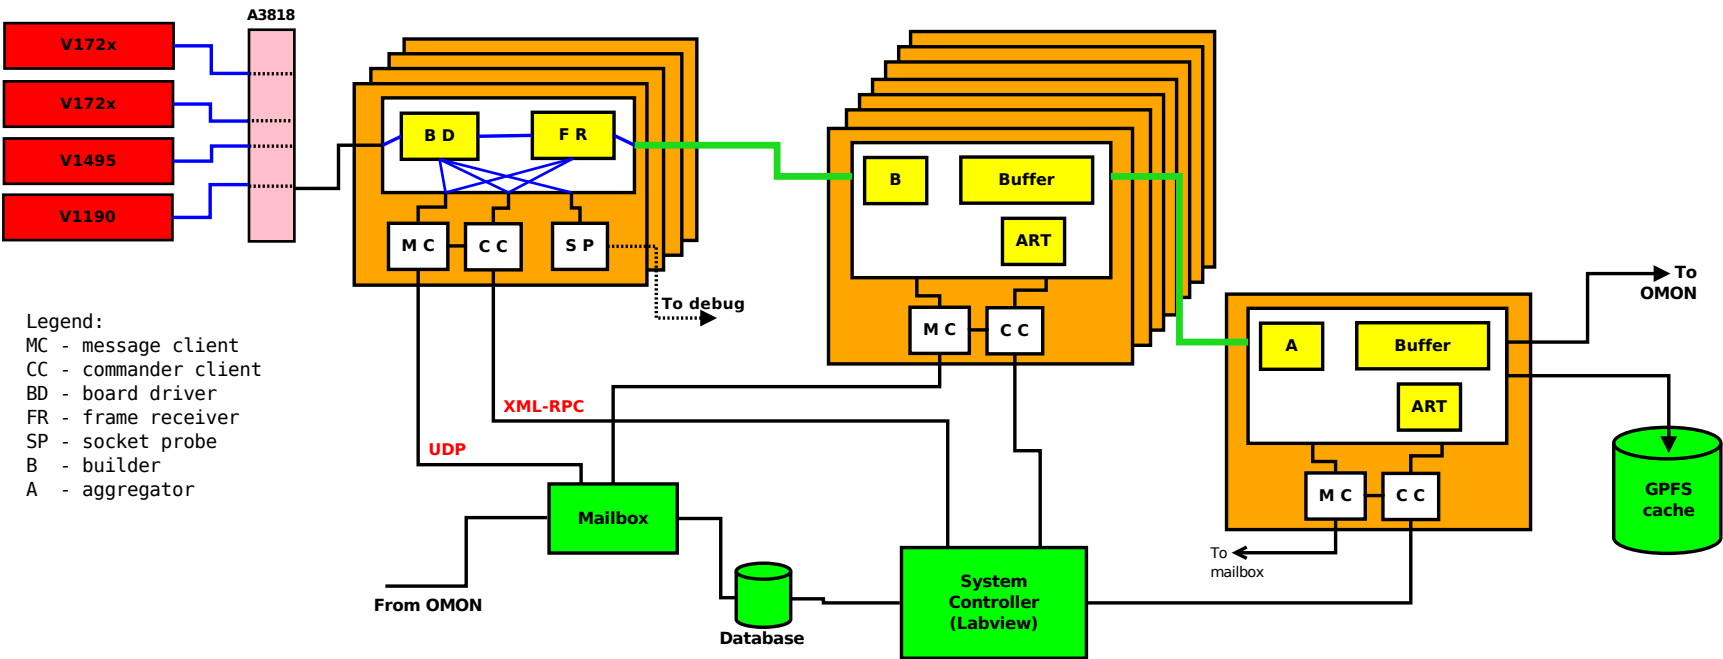 A3818
V172x
V172x
V1495
V1190
B D
F R
M C
C C
S P
To debug
B
Buffer
ART
M C
C C
A
Buffer
ART
M C
C C
To
OMON
GPFS
cache
To
mailbox
Legend:
MC - message client
CC - commander client
BD - board driver
FR - frame receiver
SP - socket probe
B  - builder
A  - aggregator
XML-RPC
UDP
Mailbox
From OMON
Database
System
Controller
(Labview)